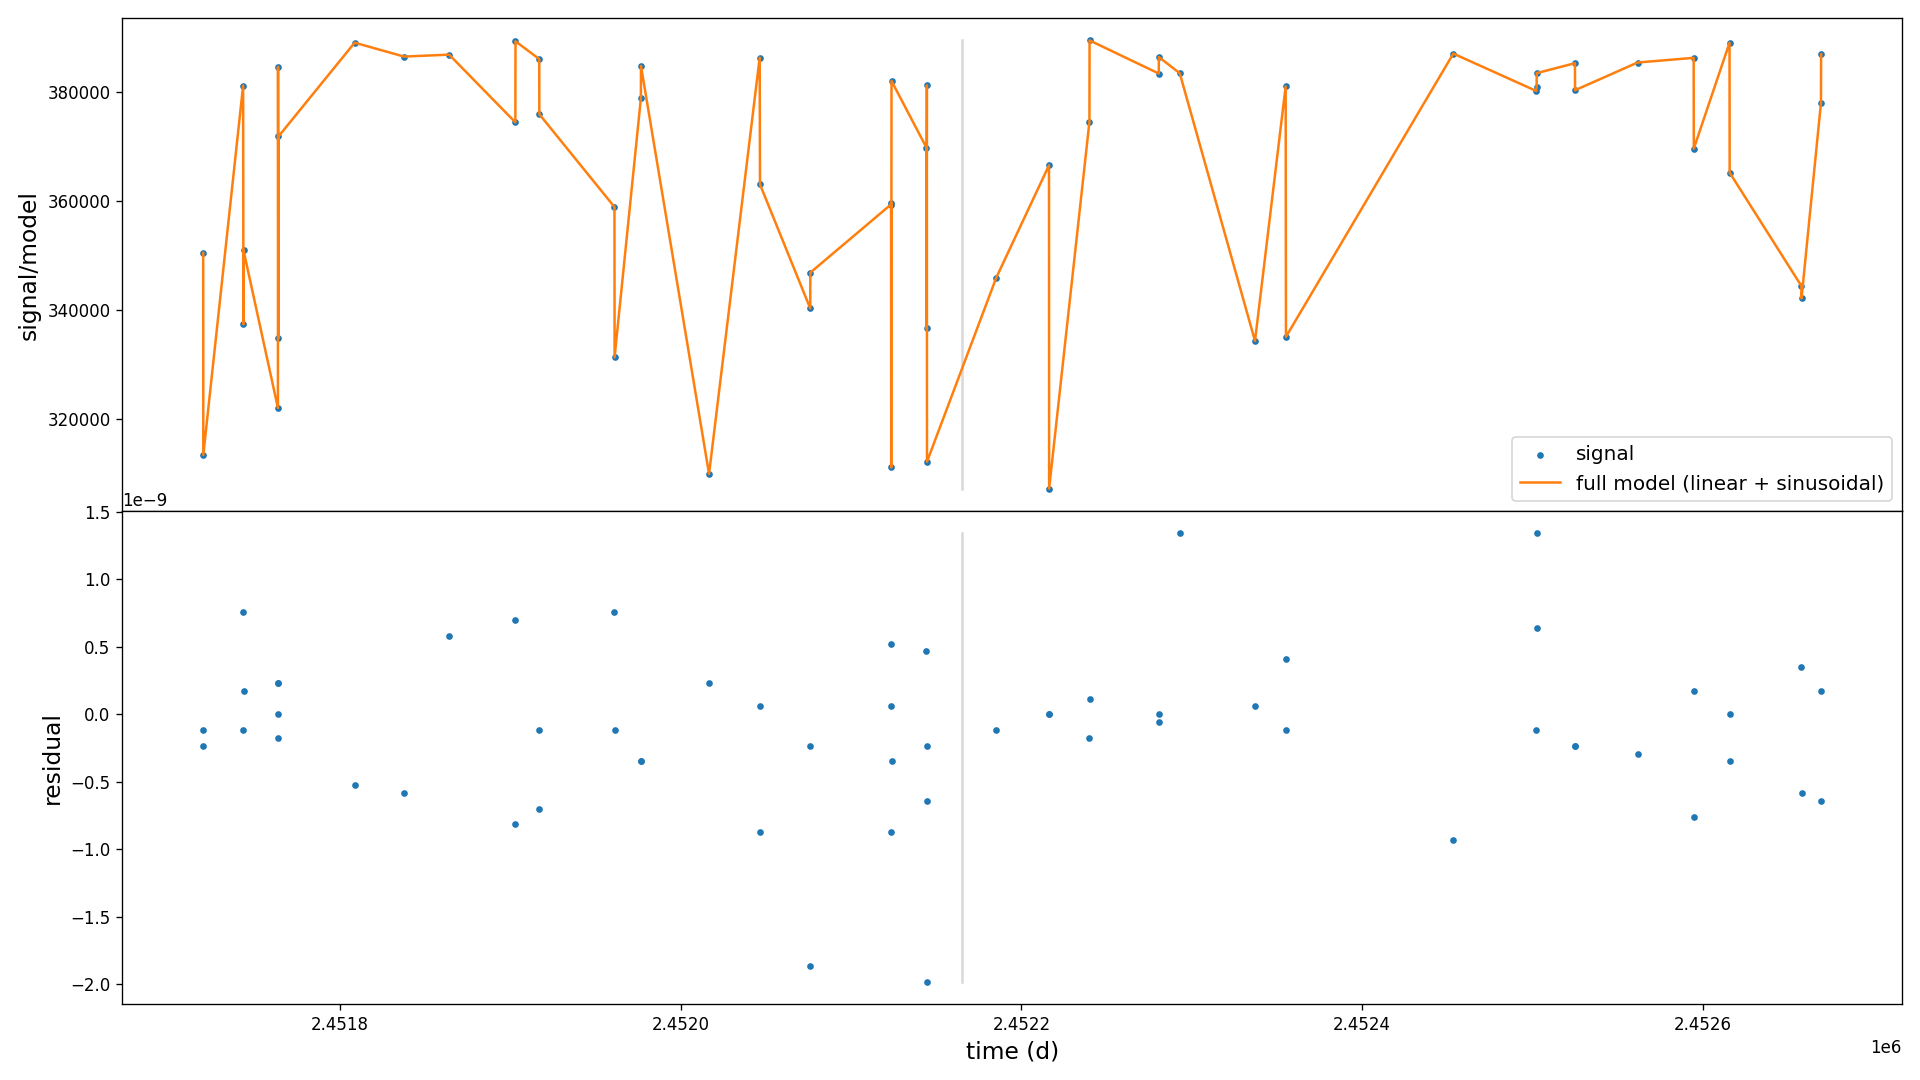 signal/model
380000
360000
340000
320000
signal
full model (linear + sinusoidal)
1e−9
residual
1.5
1.0
0.5
0.0
−0.5
−1.0
−1.5
−2.0
2.4518
2.4520
2.4522
2.4524
2.4526
time (d)
1e6